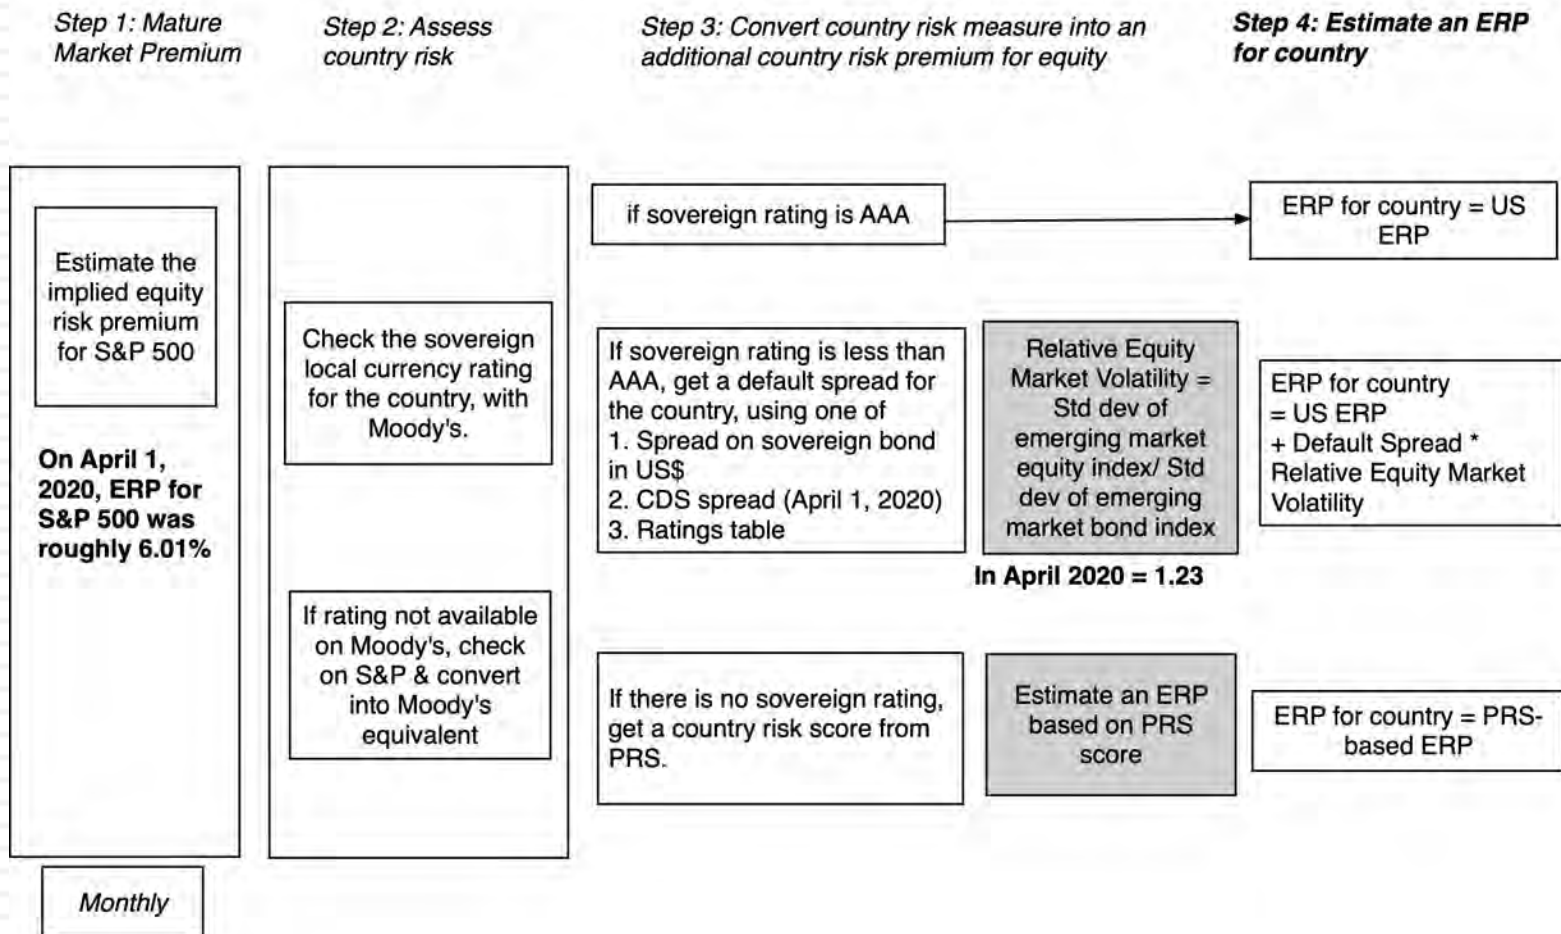 Step 1: Mature
Market Premium
Step 2: Assess
country risk
Step 3: Convert country risk measure into an
additional country risk premium for equity
Step 4: Estimate an ERP
for country
Estimate the
implied equity
risk premium
for S&P 500
On April 1,
2020, ERP for
S&P 500 was
roughly 6.01%
Monthly
Check the sovereign
local currency rating
for the country, with
Moody's.
If rating not available
on Moody's, check
on S&P & convert
into Moody's
equivalent
if sovereign rating is AAA
ERP for country = US
ERP
If sovereign rating is less than
AAA, get a default spread for
the country, using one of
1. Spread on sovereign bond
in US$
2. CDS spread (April 1, 2020)
3. Ratings table
Relative Equity
Market Volatility =
Std dev of
emerging market
equity index/ Std
dev of emerging
market bond index
In April 2020 = 1.23
ERP for country
= US ERP
+ Default Spread *
Relative Equity Market
Volatility
If there is no sovereign rating,
get a country risk score from
PRS.
Estimate an ERP
based on PRS
score
ERP for country = PRS-
based ERP